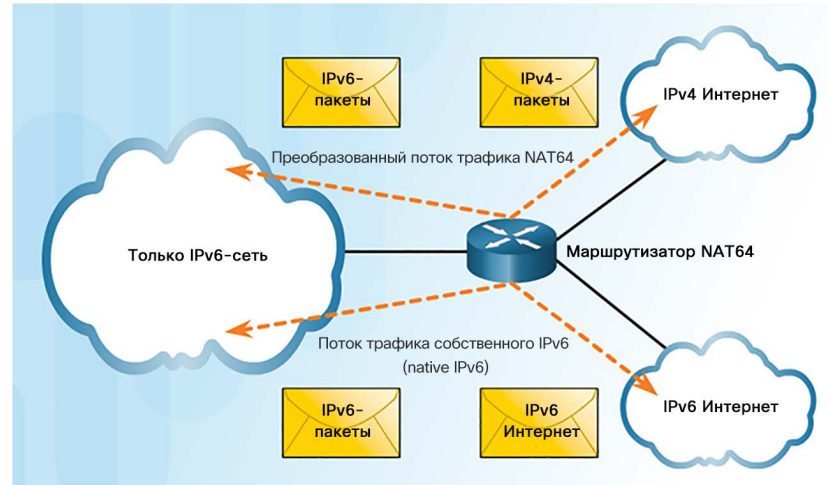 IPv6-
пакеты
IPv4-
пакеты
IPv4 Интернет
Преобразованный поток трафика NAT64
Только IPv6-сеть
Маршрутизатор NAT64
Поток трафика собственного IPv6
(native IPv6)
IPv6-
пакеты
IPv6
Интернет
IPv6 Интернет